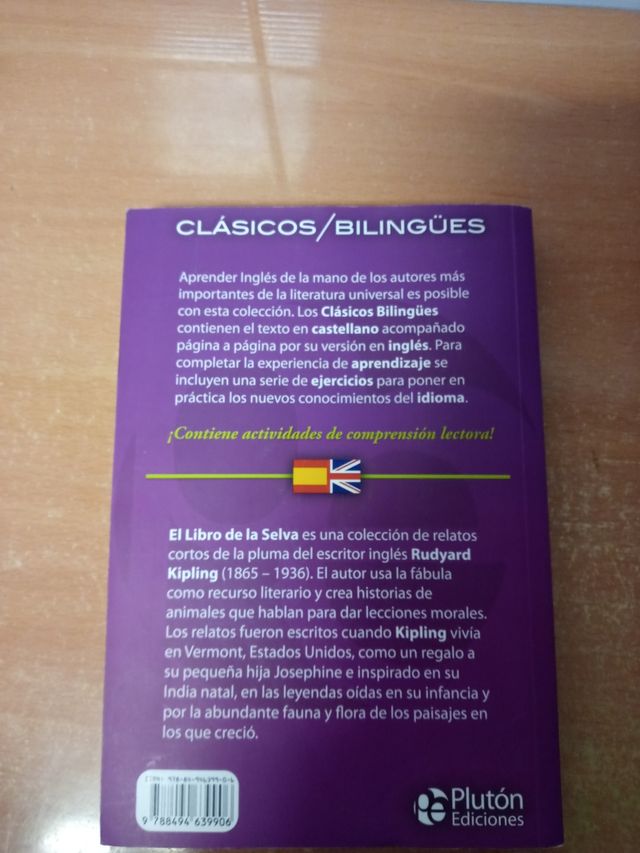 CLÁSICOS/BILINGÜES
Aprender Inglés de la mano de los autores más
importantes de la literatura universal es posible
con esta colección. Los Clásicos Bilingües
contienen el texto en castellano acompañado
página a página por su versión en inglés. Para
completar la experiencia de aprendizaje se
incluyen una serie de ejercicios para poner en
práctica los nuevos conocimientos del idioma.
¡Contiene actividades de comprensión lectora!
El Libro de la Selva es una colección de relatos
cortos de la pluma del escritor inglés Rudyard
Kipling (1865 – 1936). El autor usa la fábula
como recurso literario y crea historias de
animales que hablan para dar lecciones morales.
Los relatos fueron escritos cuando Kipling vivía
en Vermont, Estados Unidos, como un regalo a
su pequeña hija Josephine e inspirado en su
India natal, en las leyendas oídas en su infancia y
por la abundante fauna y flora de los paisajes en
los que creció.
ISBN: 978-84-946399-0-6
9 788494 639906
Plutón
Ediciones